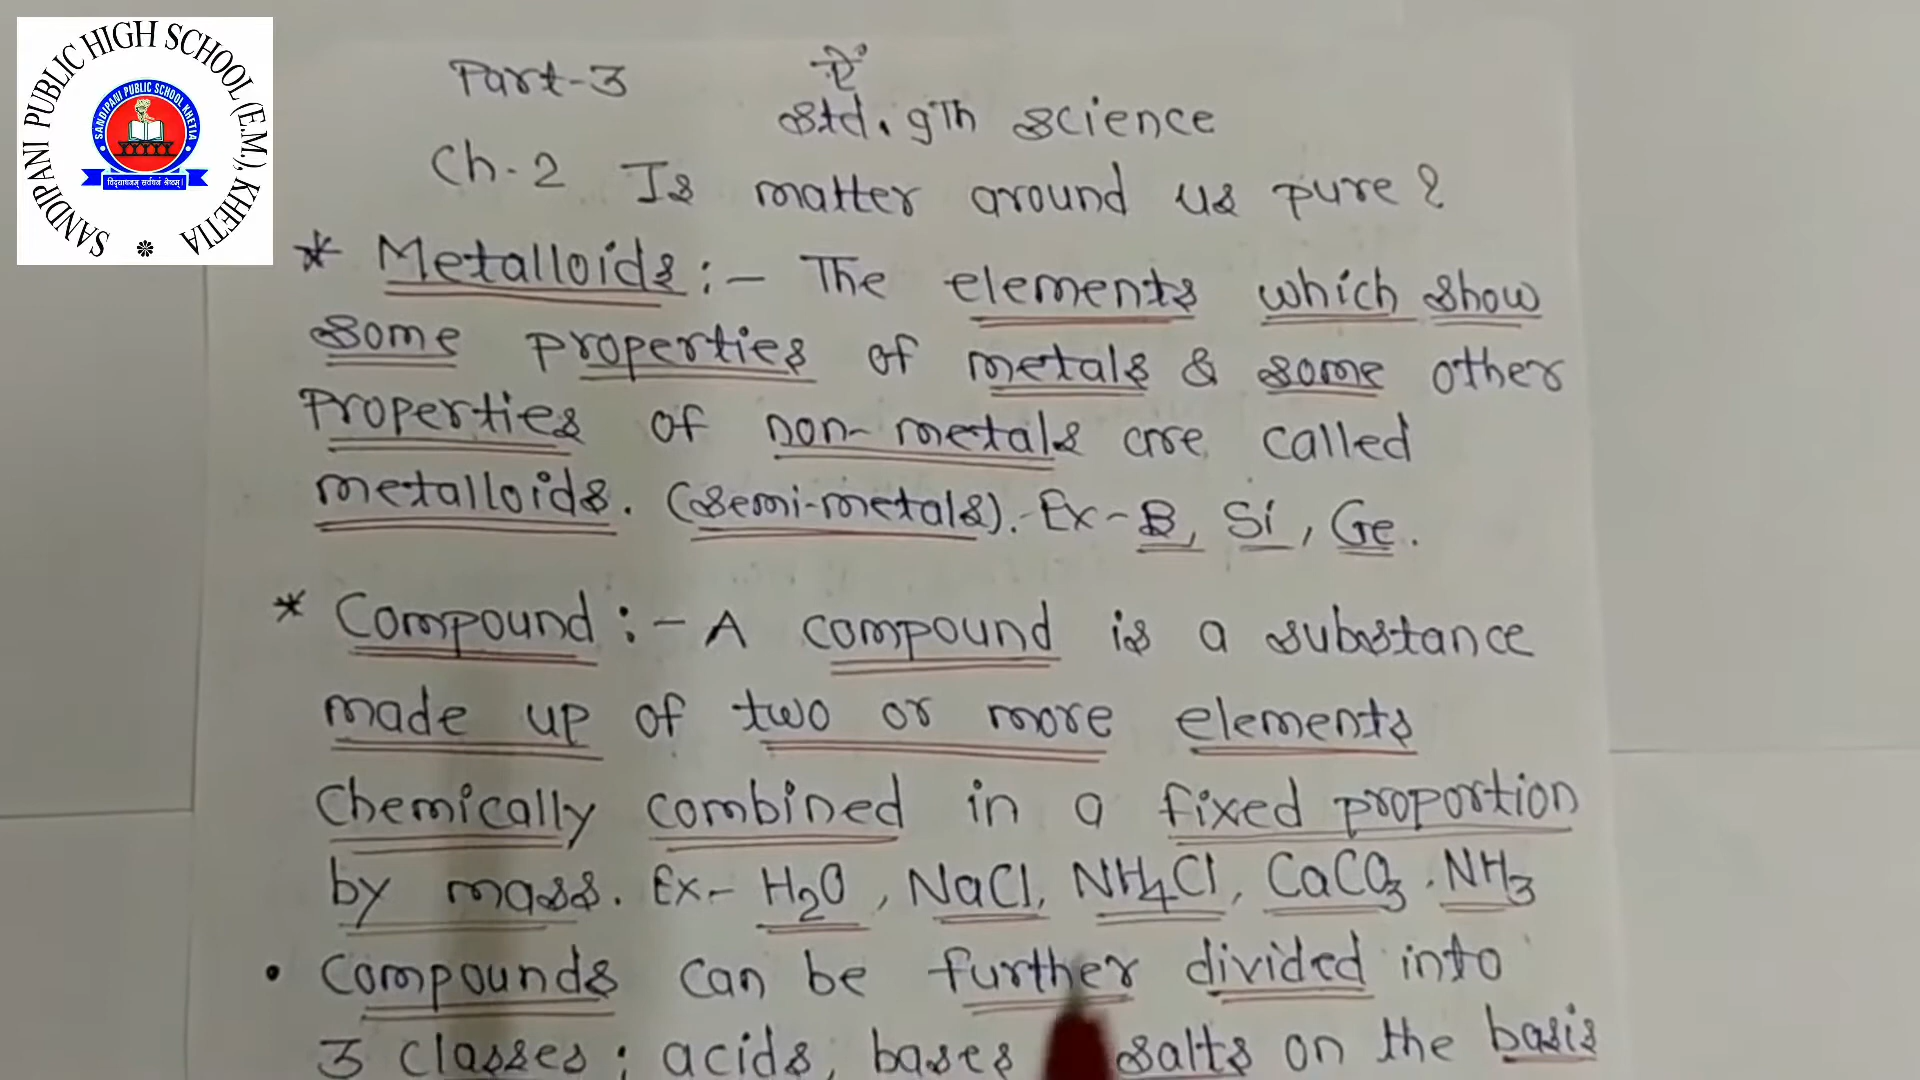 SANDIPANI PUBLIC HIGH SCHOOL (E.M.), KHETIA
SANDIPANI PUBLIC SCHOOL KHETIA
Part-3
ऐं
Std. 9Th Science
Ch. 2 Is matter around us pure?
* Metalloids :- The elements which show
some properties of metals & some other
Properties of non-metals are called
metalloids. (semi-metals). Ex- B, Si, Ge.
* Compound :- A compound is a substance
made up of two or more elements
Chemically combined in a fixed proportion
by mass. Ex- H2O, NaCl, NH4Cl, CaCO3, NH3
• Compounds can be further divided into
3 classes; acids, bases salts on the basis